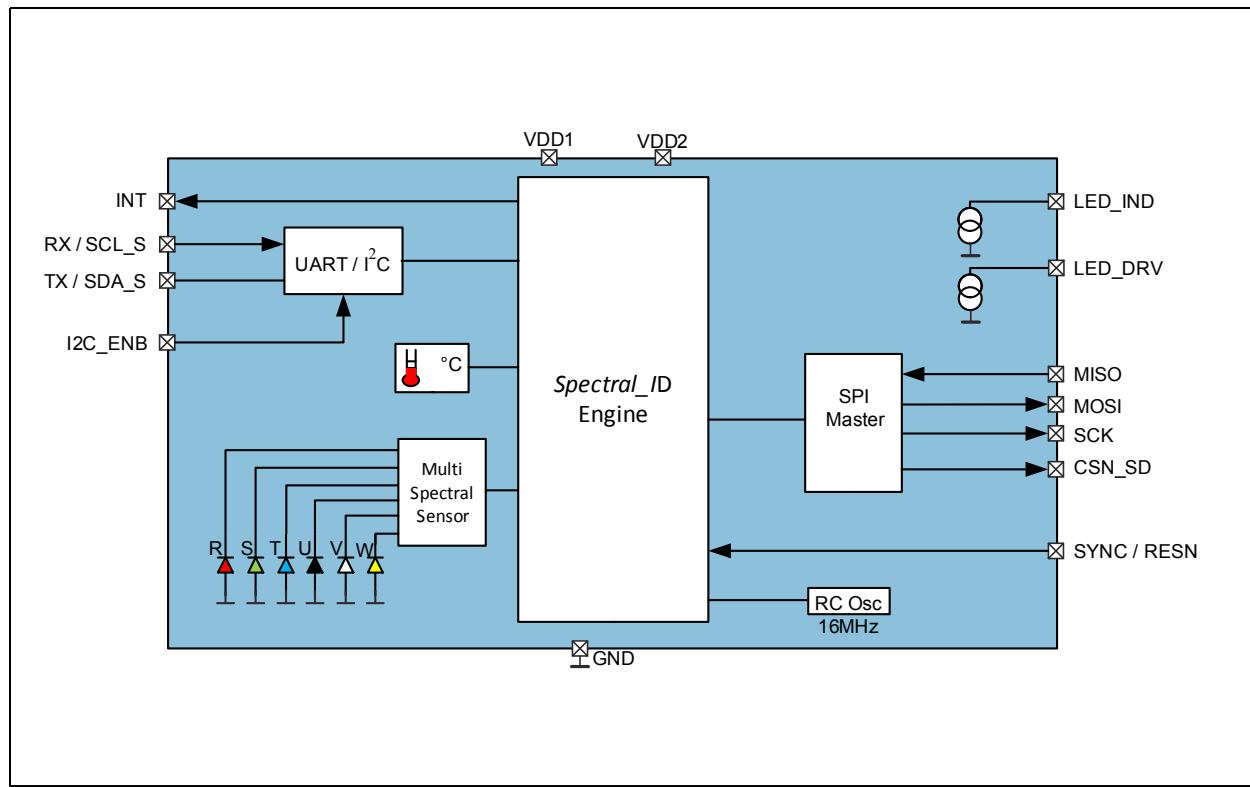 VDD1
VDD2
INT
RX / SCL_S
TX / SDA_S
I2C_ENB
UART / I²C
°C
Multi
Spectral
Sensor
R S T U V W
Spectral_ID
Engine
GND
LED_IND
LED_DRV
SPI
Master
MISO
MOSI
SCK
CSN_SD
SYNC / RESN
RC Osc
16MHz